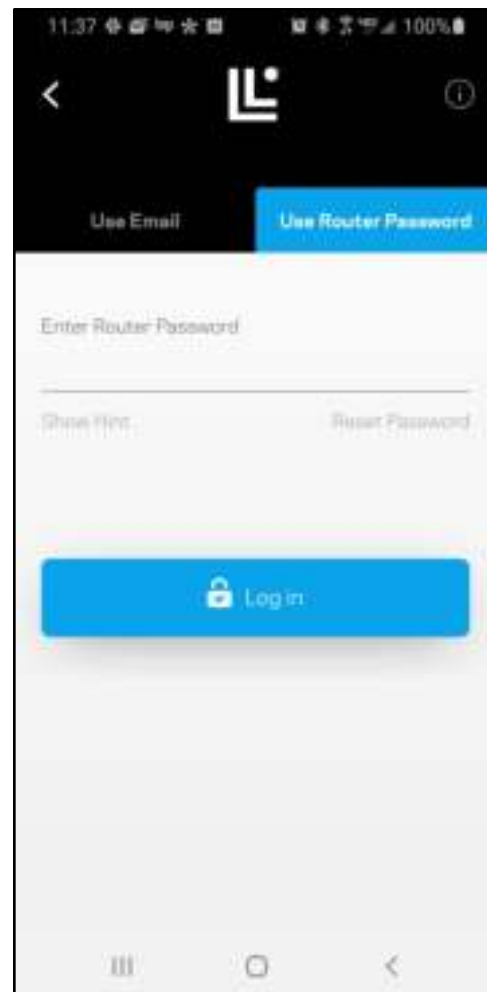 11:37 100%
Use Email Use Router Password
Enter Router Password
Show Hint Reset Password
Log in